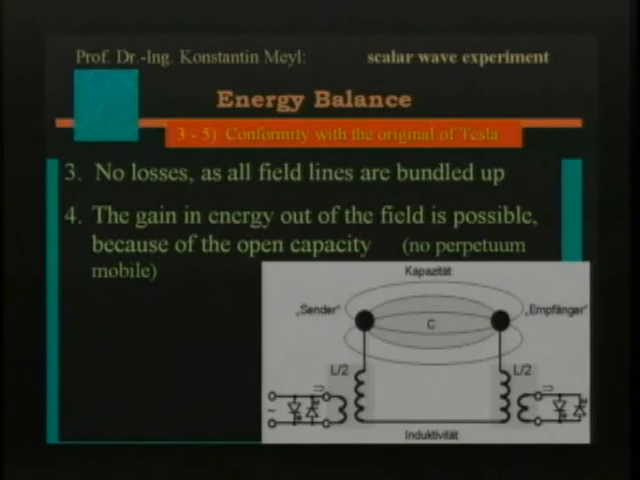 Prof. Dr.-Ing. Konstantin Meyl: scalar wave experiment
Energy Balance
3 - 5) Conformity with the original of Tesla
3. No losses, as all field lines are bundled up
4. The gain in energy out of the field is possible,
because of the open capacity (no perpetuum
mobile)
Kapazität
„Sender“ „Empfänger“
C
L/2 L/2
Induktivität